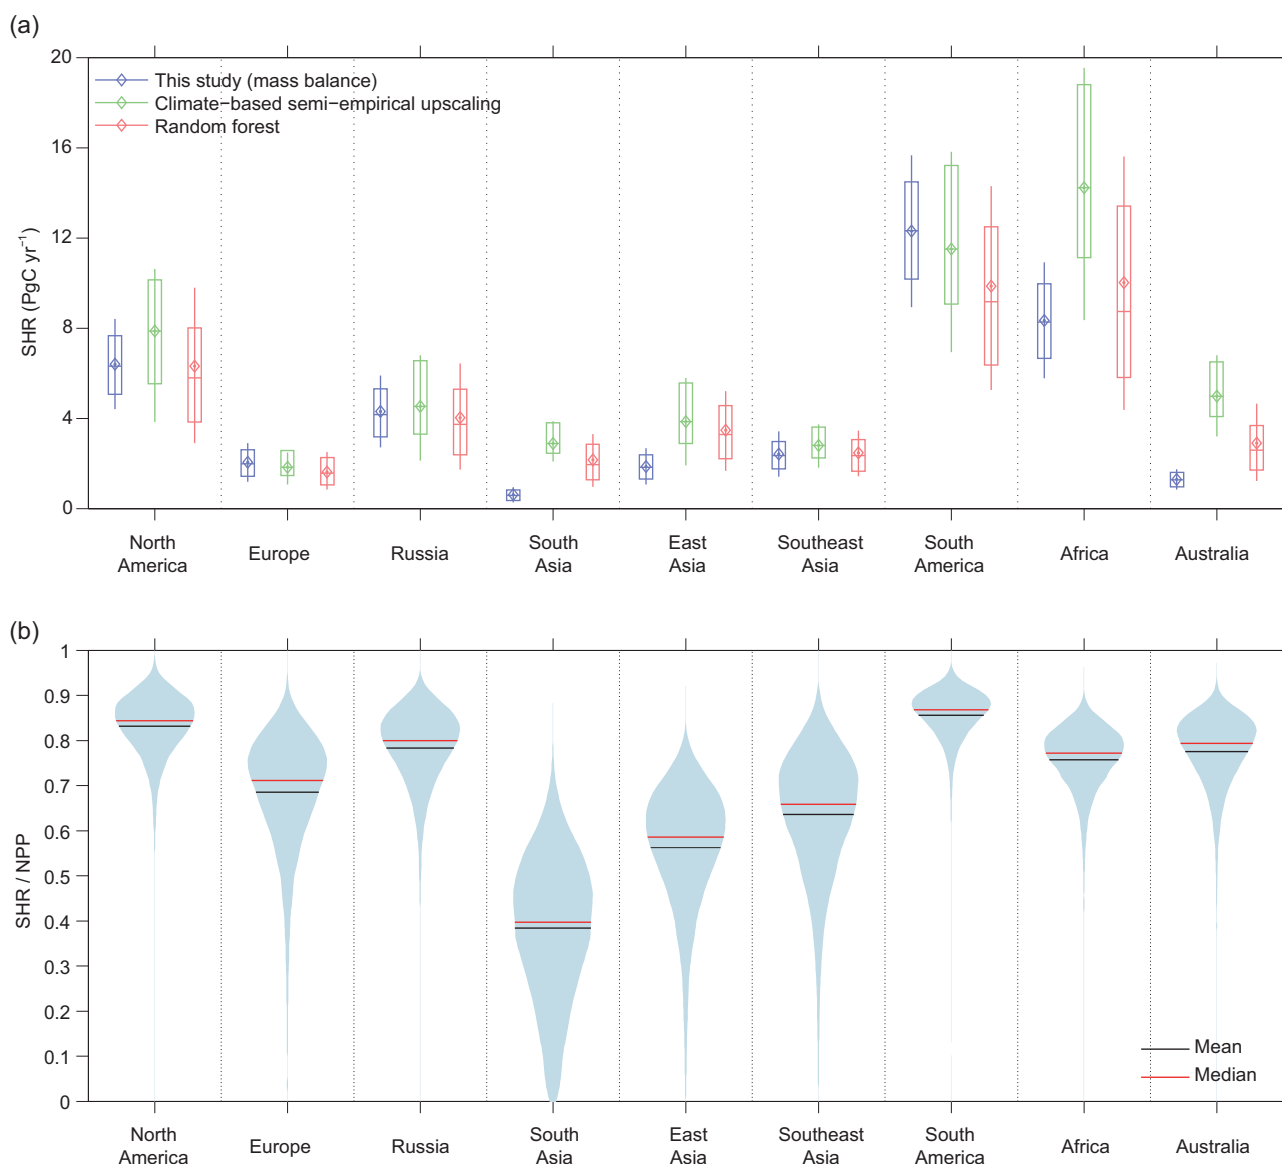 (a)
20
16
12
8
4
0
SHR (PgC yr⁻¹)
This study (mass balance)
Climate−based semi−empirical upscaling
Random forest
North
America
Europe
Russia
South
Asia
East
Asia
Southeast
Asia
South
America
Africa
Australia
(b)
1
0.9
0.8
0.7
0.6
0.5
0.4
0.3
0.2
0.1
0
SHR / NPP
Mean
Median
North
America
Europe
Russia
South
Asia
East
Asia
Southeast
Asia
South
America
Africa
Australia